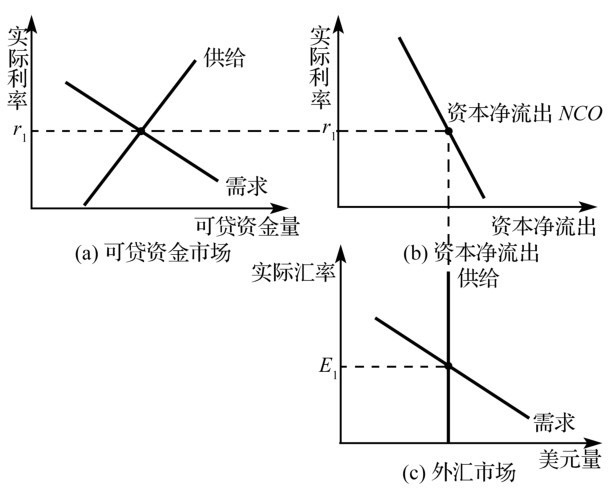 实际利率
供给
r1
需求
可贷资金量
(a) 可贷资金市场
实际利率
资本净流出 NCO
r1
资本净流出
(b) 资本净流出
实际汇率
供给
E1
需求
美元量
(c) 外汇市场